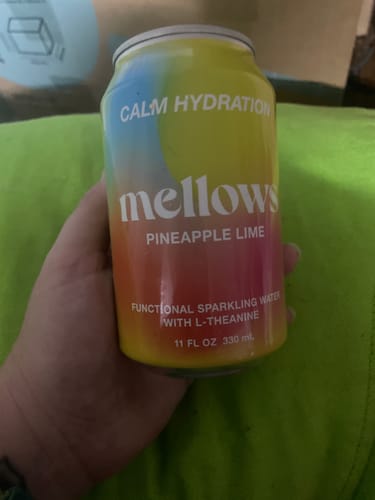 CALM HYDRATION
mellows
PINEAPPLE LIME
FUNCTIONAL SPARKLING WATER
WITH L-THEANINE
11 FL OZ 330 mL